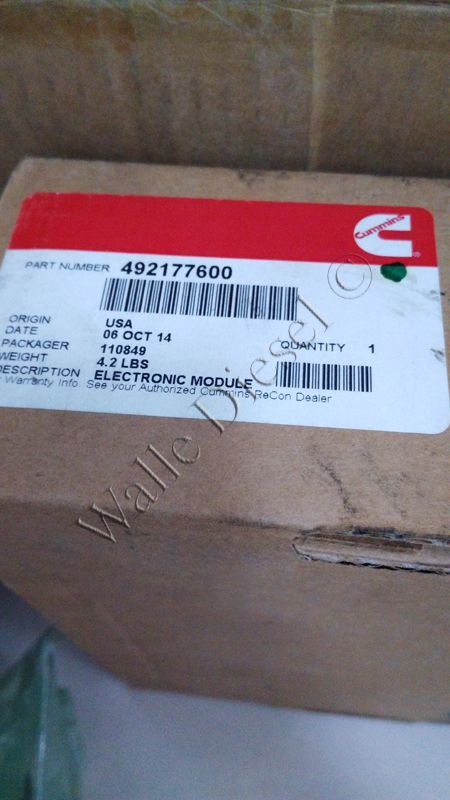 Cummins
PART NUMBER 492177600
ORIGIN USA
DATE 06 OCT 14
PACKAGER 110849
QUANTITY 1
WEIGHT 4.2 LBS
DESCRIPTION ELECTRONIC MODULE
Warranty Info. See your Authorized Cummins ReCon Dealer
Walle Diesel ©